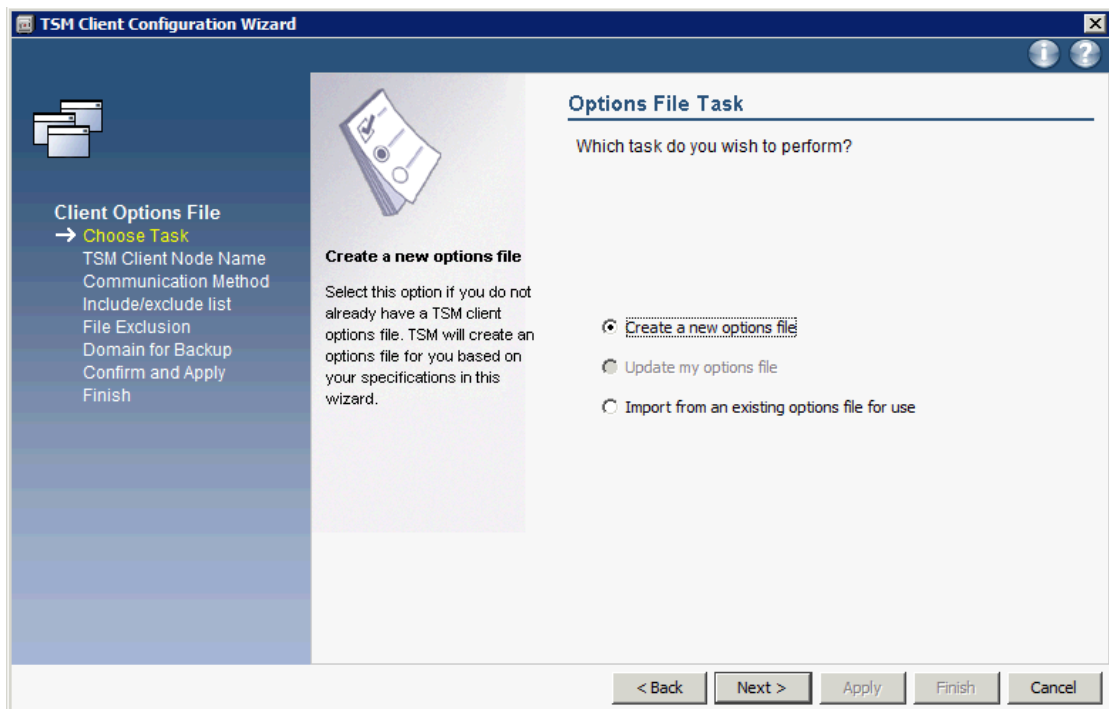 TSM Client Configuration Wizard
Client Options File
Choose Task
TSM Client Node Name
Communication Method
Include/exclude list
File Exclusion
Domain for Backup
Confirm and Apply
Finish
Create a new options file
Select this option if you do not
already have a TSM client
options file. TSM will create an
options file for you based on
your specifications in this
wizard.
Options File Task
Which task do you wish to perform?
Create a new options file
Update my options file
Import from an existing options file for use
< Back
Next >
Apply
Finish
Cancel